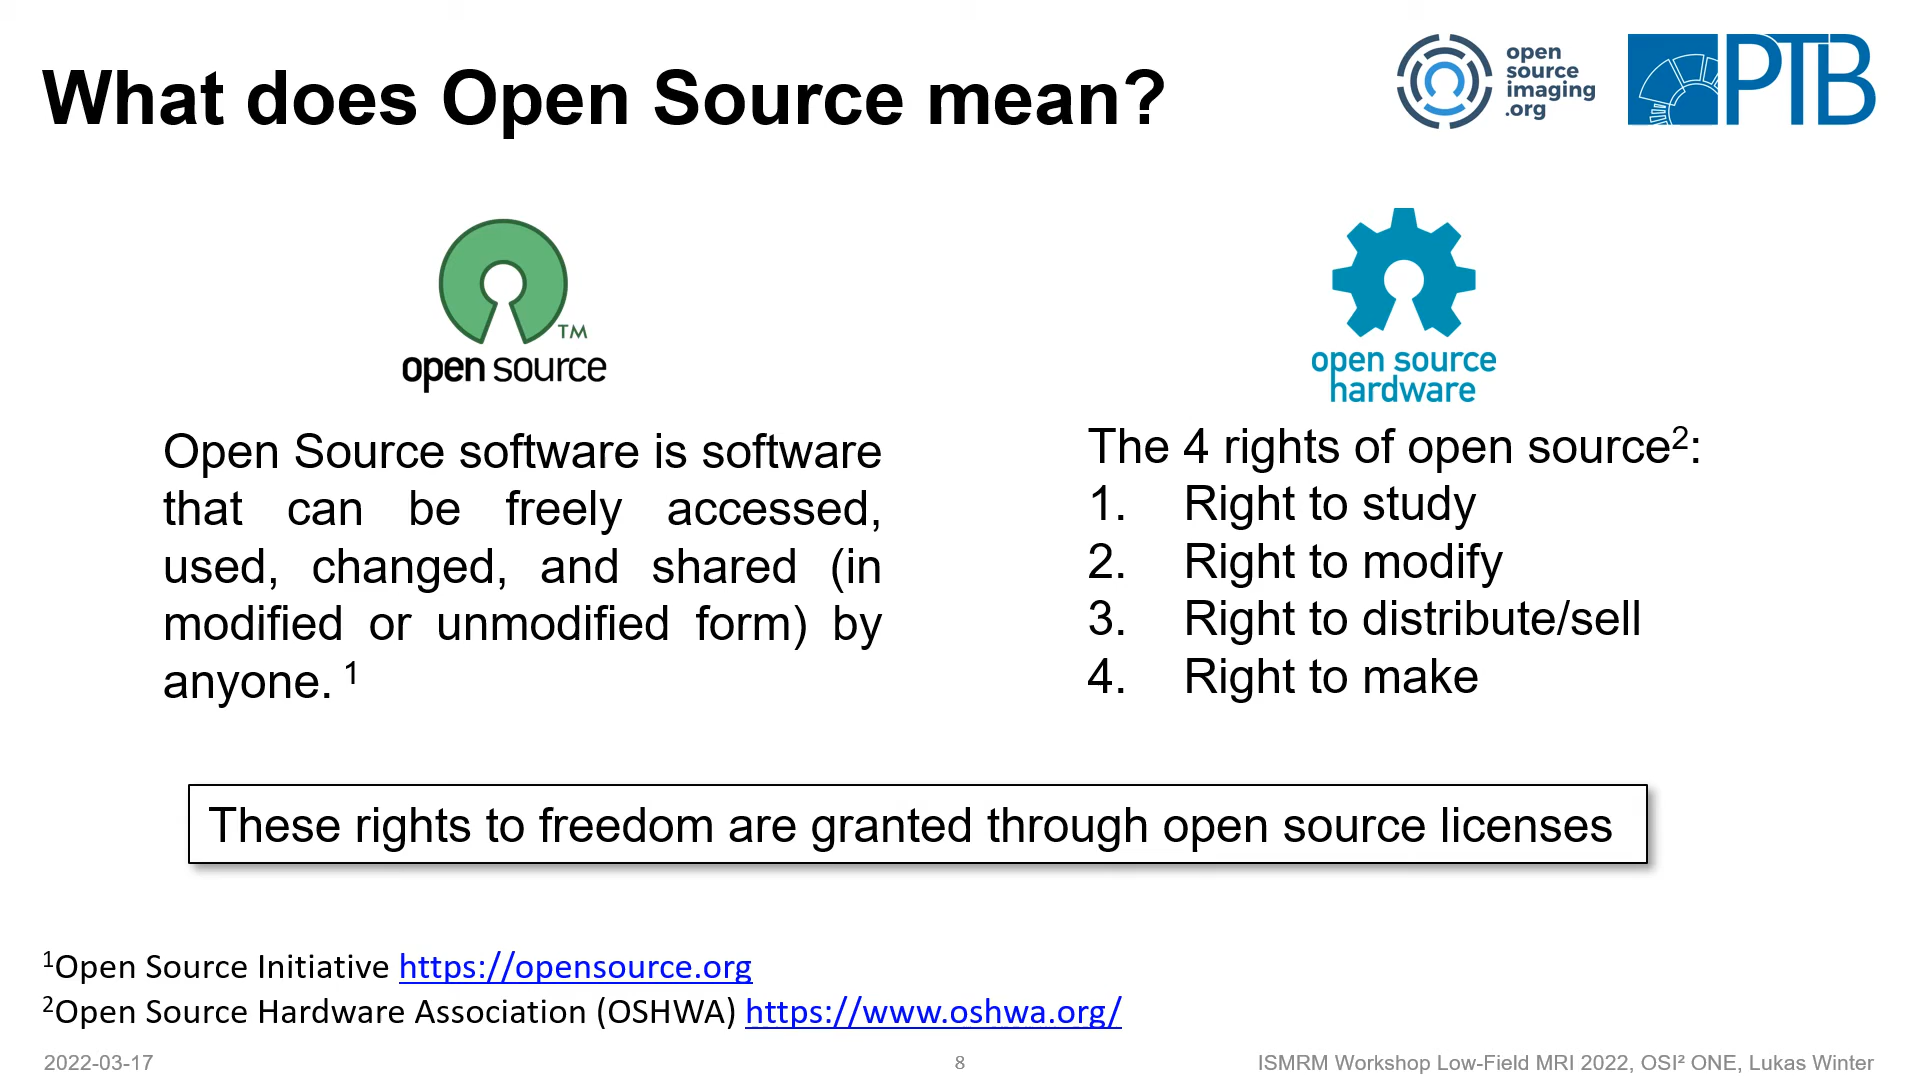 What does Open Source mean?
open
source
imaging
.org
PTB
TM
open source
open source
hardware
Open Source software is software
that can be freely accessed,
used, changed, and shared (in
modified or unmodified form) by
anyone. ¹
The 4 rights of open source²:
1. Right to study
2. Right to modify
3. Right to distribute/sell
4. Right to make
These rights to freedom are granted through open source licenses
¹Open Source Initiative https://opensource.org
²Open Source Hardware Association (OSHWA) https://www.oshwa.org/
2022-03-17
8
ISMRM Workshop Low-Field MRI 2022, OSI² ONE, Lukas Winter